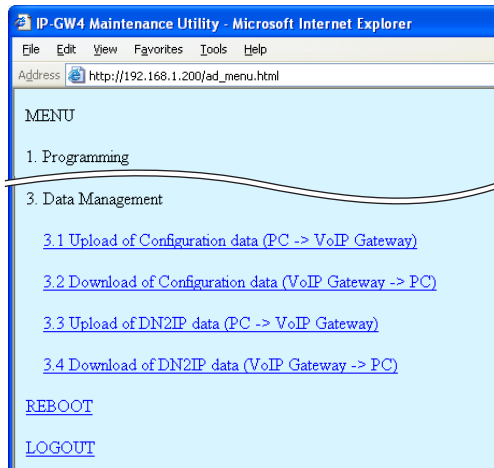 IP-GW4 Maintenance Utility - Microsoft Internet Explorer
File Edit View Favorites Tools Help
Address http://192.168.1.200/ad_menu.html
MENU
1. Programming
3. Data Management
3.1 Upload of Configuration data (PC -> VoIP Gateway)
3.2 Download of Configuration data (VoIP Gateway -> PC)
3.3 Upload of DN2IP data (PC -> VoIP Gateway)
3.4 Download of DN2IP data (VoIP Gateway -> PC)
REBOOT
LOGOUT